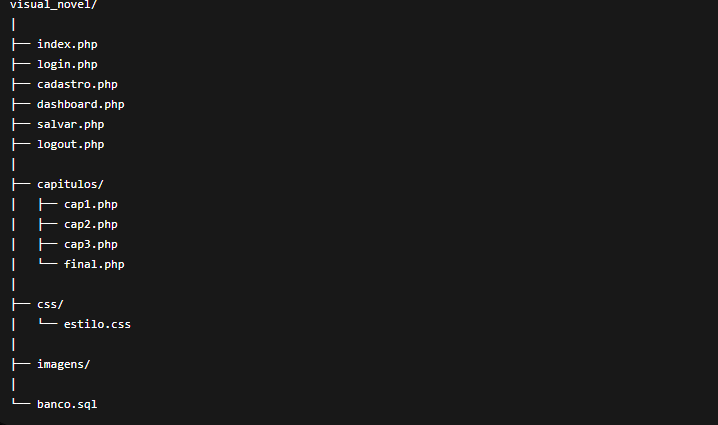 visual_novel/
│
├── index.php
├── login.php
├── cadastro.php
├── dashboard.php
├── salvar.php
├── logout.php
│
├── capitulos/
│   ├── cap1.php
│   ├── cap2.php
│   ├── cap3.php
│   └── final.php
│
├── css/
│   └── estilo.css
│
├── imagens/
│
└── banco.sql